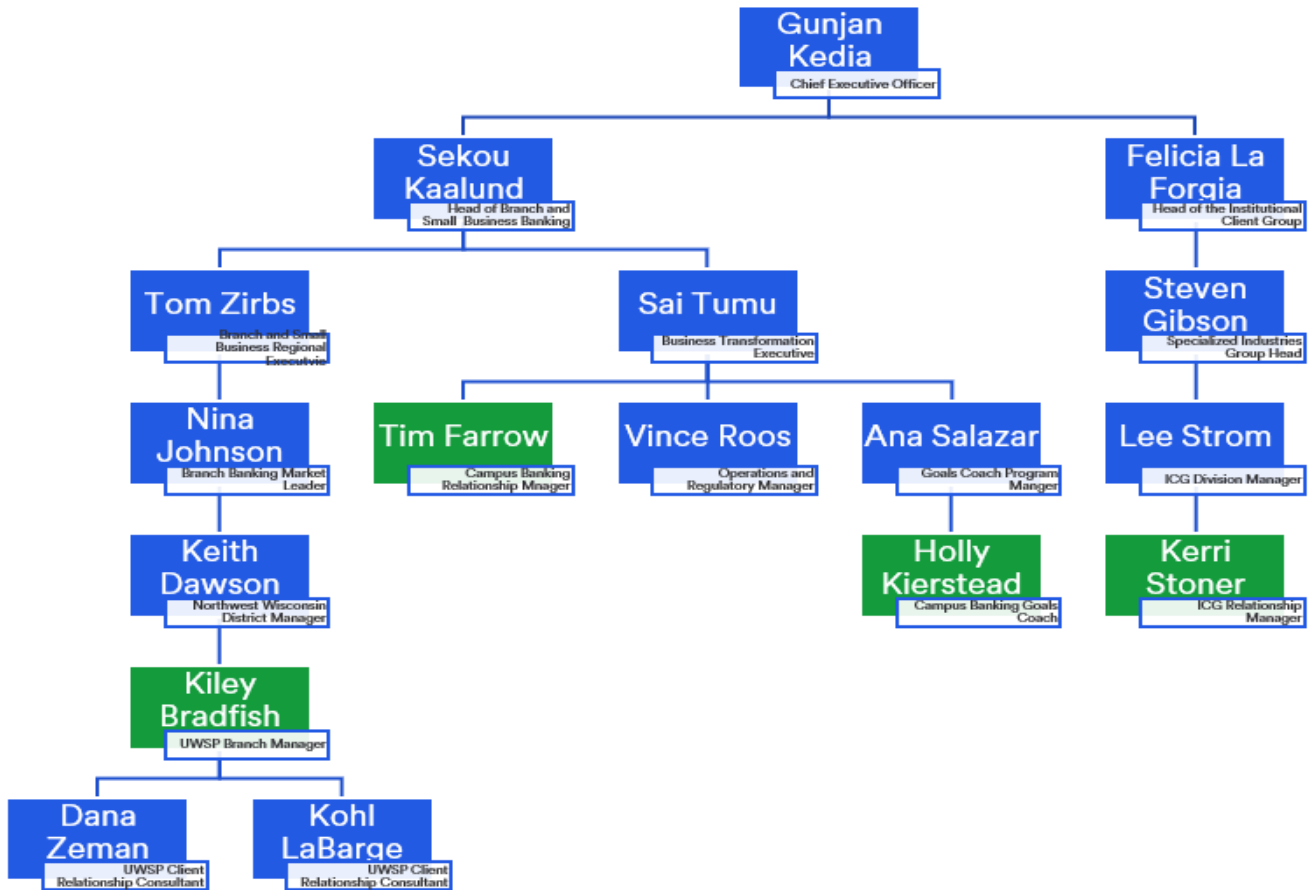 Gunjan
Kedia
Chief Executive Officer
Sekou
Kaalund
Head of Branch and
Small Business Banking
Felicia La
Forgia
Head of the Institutional
Client Group
Tom Zirbs
Branch and Small
Business Regional
Executvie
Sai Tumu
Business Transformation
Executive
Steven
Gibson
Specialized Industries
Group Head
Nina
Johnson
Branch Banking Market
Leader
Tim Farrow
Campus Banking
Relationship Mnager
Vince Roos
Operations and
Regulatory Manager
Ana Salazar
Goals Coach Program
Manger
Lee Strom
ICG Division Manager
Keith
Dawson
Northwest Wisconsin
District Manager
Holly
Kierstead
Campus Banking Goals
Coach
Kerri
Stoner
ICG Relationship
Manager
Kiley
Bradfish
UWSP Branch Manager
Dana
Zeman
UWSP Client
Relationship Consultant
Kohl
LaBarge
UWSP Client
Relationship Consultant